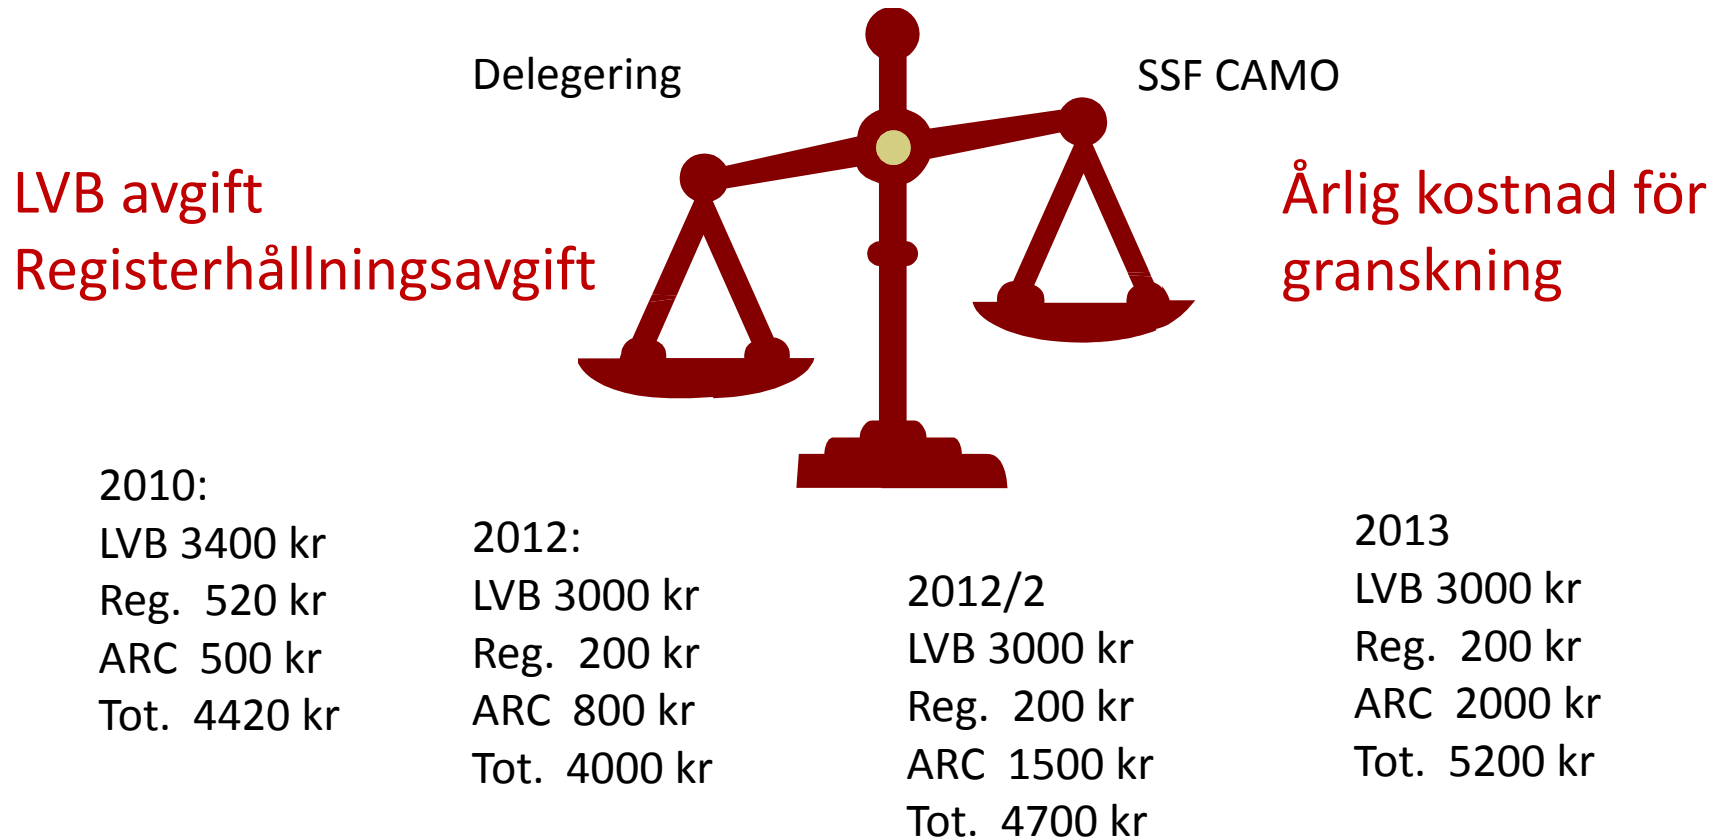 Delegering
SSF CAMO
LVB avgift
Registerhållningsavgift
Årlig kostnad för
granskning
2010:
LVB 3400 kr
Reg.  520 kr
ARC  500 kr
Tot.  4420 kr
2012:
LVB 3000 kr
Reg.  200 kr
ARC  800 kr
Tot.  4000 kr
2012/2
LVB 3000 kr
Reg.  200 kr
ARC  1500 kr
Tot.  4700 kr
2013
LVB 3000 kr
Reg.  200 kr
ARC  2000 kr
Tot.  5200 kr